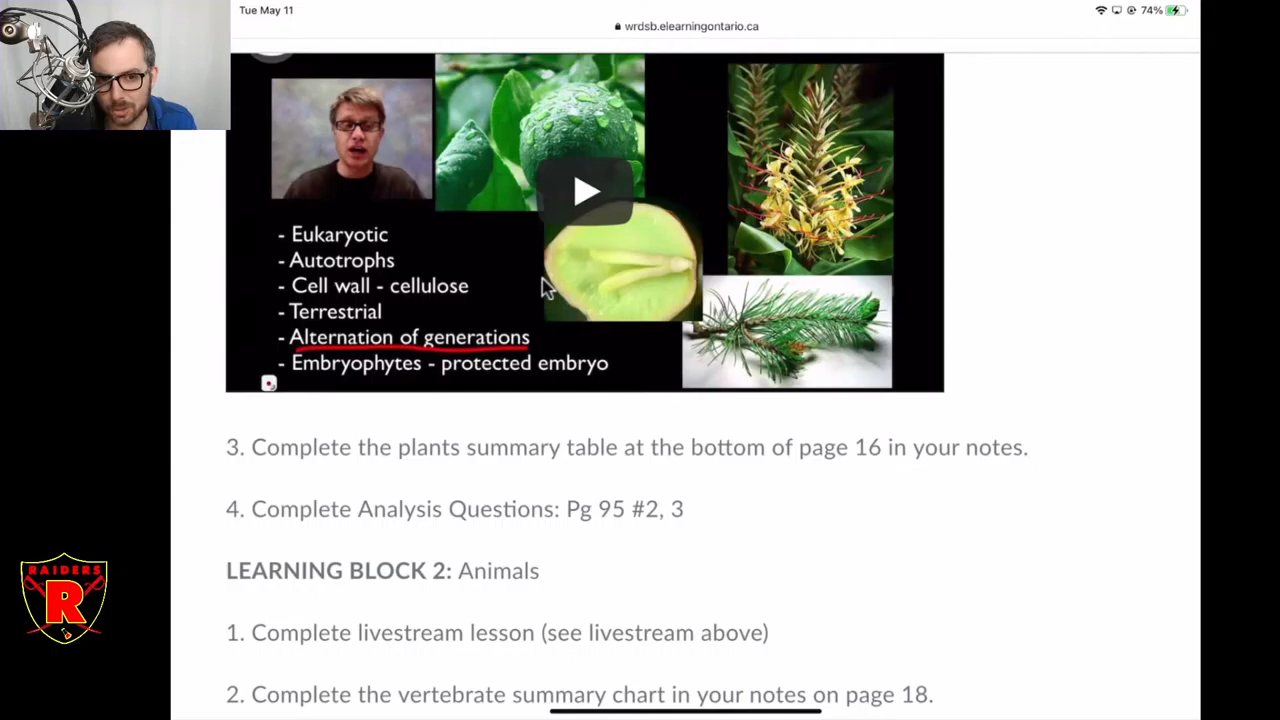 Tue May 11
74%
wrdsb.elearningontario.ca
- Eukaryotic
- Autotrophs
- Cell wall - cellulose
- Terrestrial
- Alternation of generations
- Embryophytes - protected embryo
3. Complete the plants summary table at the bottom of page 16 in your notes.
4. Complete Analysis Questions: Pg 95 #2, 3
LEARNING BLOCK 2: Animals
RAIDERS
R
1. Complete livestream lesson (see livestream above)
2. Complete the vertebrate summary chart in your notes on page 18.